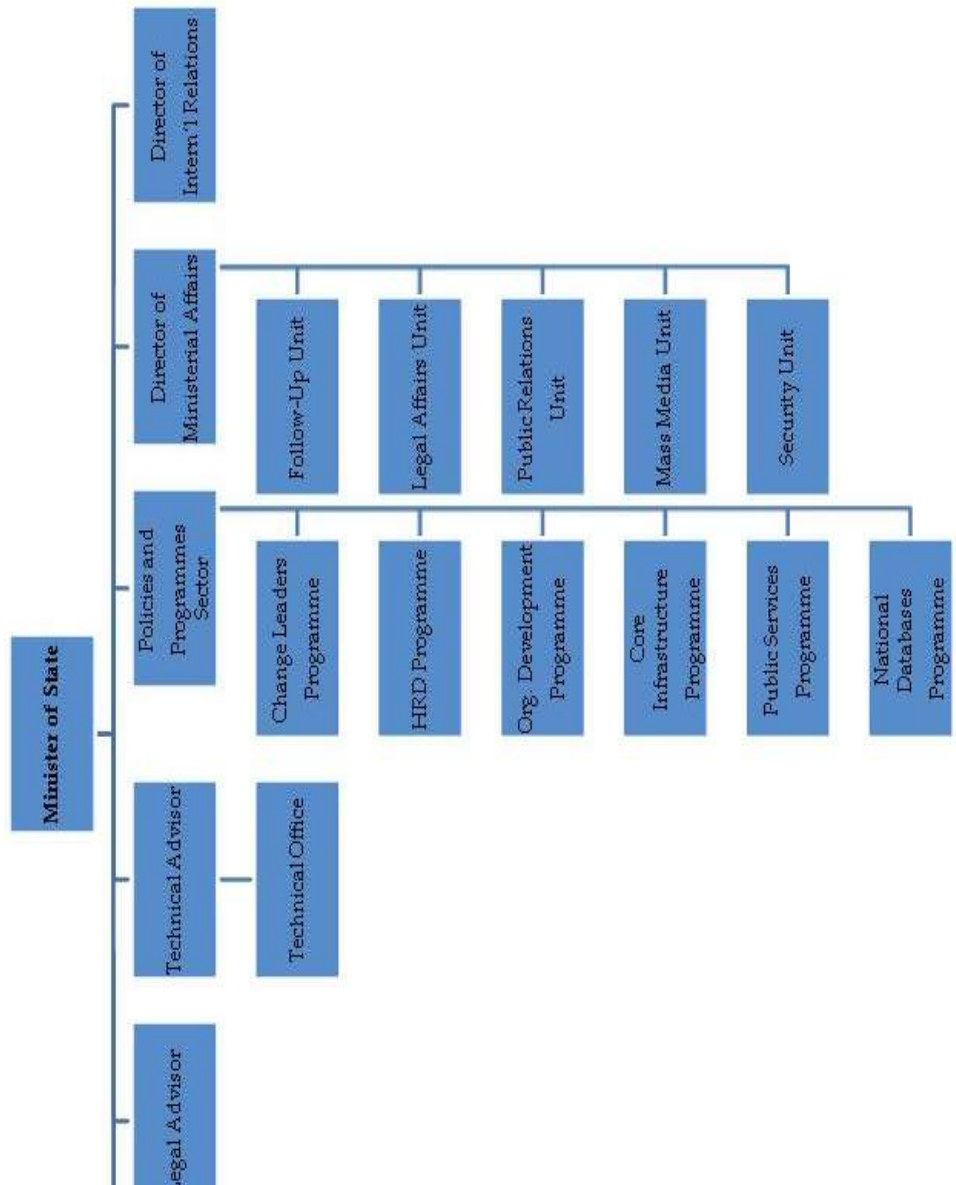 Minister of State
Legal Advisor
Technical Advisor
Technical Office
Policies and
Programmes
Sector
Change Leaders
Programme
HRD Programme
Org. Development
Programme
Core
Infrastructure
Programme
Public Services
Programme
National
Databases
Programme
Director of
Ministerial Affairs
Follow-Up Unit
Legal Affairs Unit
Public Relations
Unit
Mass Media Unit
Security Unit
Director of
Intern'l Relations